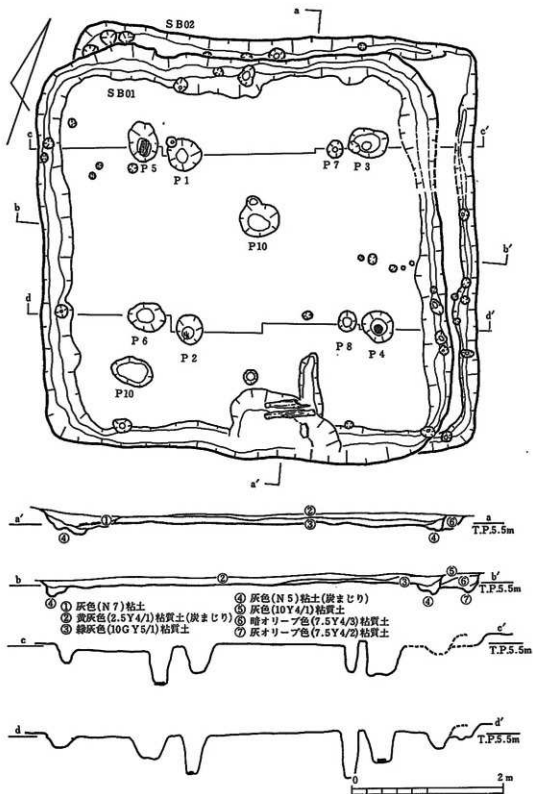 SB02
a
SB01
c
c'
P5
P1
P7
P3
b
P10
b'
d
d'
P6
P2
P8
P4
P10
a'
a'
①
②
③
④
④
⑥
a
T.P.5.5m
b
②
③
⑤
⑥
b'
T.P.5.5m
④
④
⑦
① 灰色(N7)粘土
② 黄灰色(2.5Y4/1)粘質土(炭まじり)
③ 緑灰色(10GY5/1)粘質土
④ 灰色(N5)粘土(炭まじり)
⑤ 灰色(10Y4/1)粘質土
⑥ 暗オリーブ色(7.5Y4/3)粘質土
⑦ 灰オリーブ色(7.5Y4/2)粘質土
c
c'
T.P.5.5m
d
d'
T.P.5.5m
0
2m